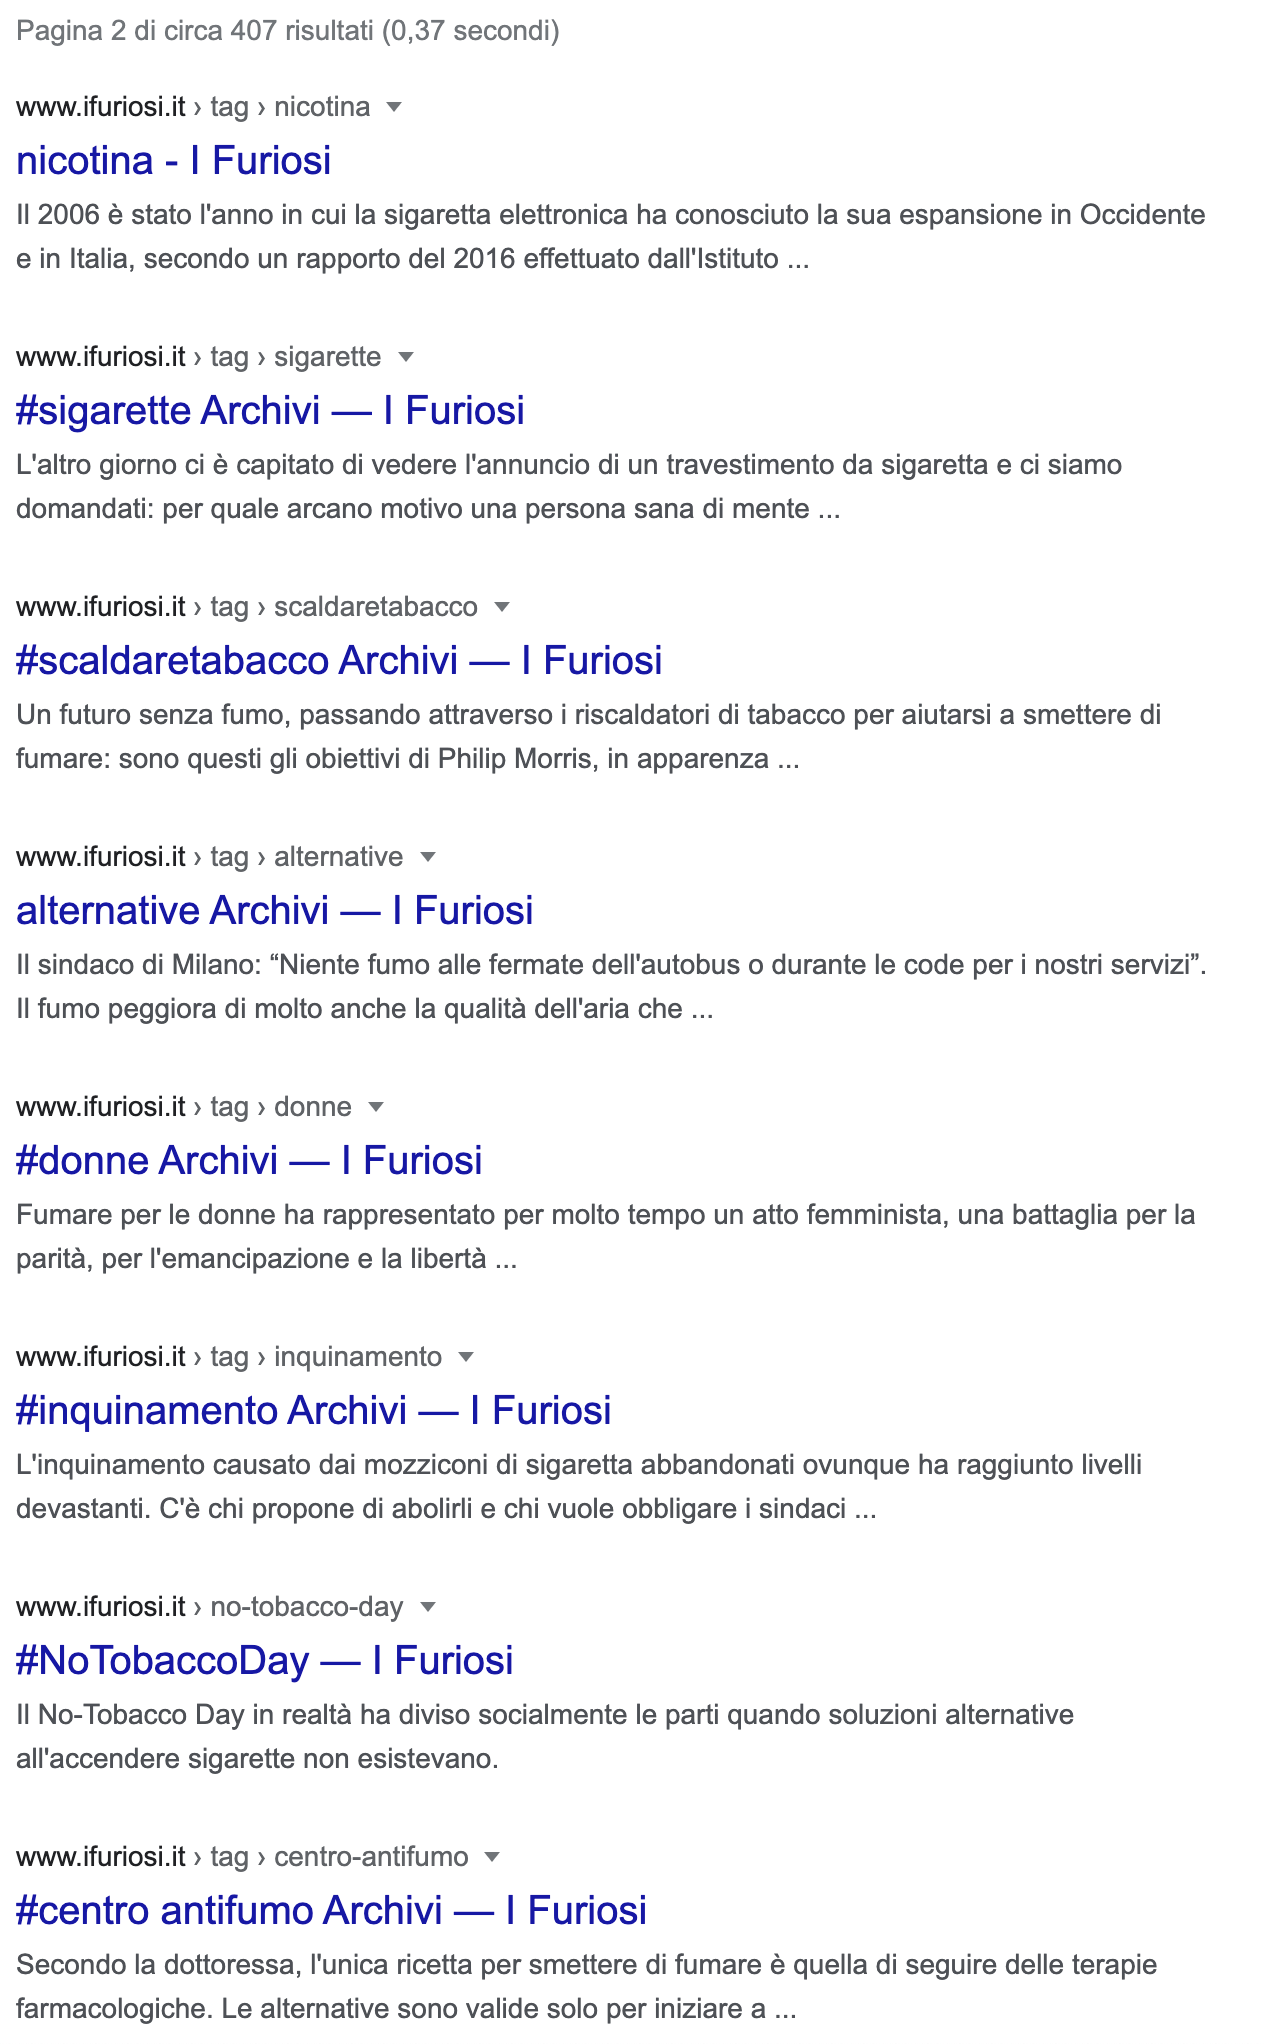 Pagina 2 di circa 407 risultati (0,37 secondi)
www.ifuriosi.it › tag › nicotina
nicotina - I Furiosi
Il 2006 è stato l'anno in cui la sigaretta elettronica ha conosciuto la sua espansione in Occidente
e in Italia, secondo un rapporto del 2016 effettuato dall'Istituto ...
www.ifuriosi.it › tag › sigarette
#sigarette Archivi — I Furiosi
L'altro giorno ci è capitato di vedere l'annuncio di un travestimento da sigaretta e ci siamo
domandati: per quale arcano motivo una persona sana di mente ...
www.ifuriosi.it › tag › scaldaretabacco
#scaldaretabacco Archivi — I Furiosi
Un futuro senza fumo, passando attraverso i riscaldatori di tabacco per aiutarsi a smettere di
fumare: sono questi gli obiettivi di Philip Morris, in apparenza ...
www.ifuriosi.it › tag › alternative
alternative Archivi — I Furiosi
Il sindaco di Milano: “Niente fumo alle fermate dell'autobus o durante le code per i nostri servizi”.
Il fumo peggiora di molto anche la qualità dell'aria che ...
www.ifuriosi.it › tag › donne
#donne Archivi — I Furiosi
Fumare per le donne ha rappresentato per molto tempo un atto femminista, una battaglia per la
parità, per l'emancipazione e la libertà ...
www.ifuriosi.it › tag › inquinamento
#inquinamento Archivi — I Furiosi
L'inquinamento causato dai mozziconi di sigaretta abbandonati ovunque ha raggiunto livelli
devastanti. C'è chi propone di abolirli e chi vuole obbligare i sindaci ...
www.ifuriosi.it › no-tobacco-day
#NoTobaccoDay — I Furiosi
Il No-Tobacco Day in realtà ha diviso socialmente le parti quando soluzioni alternative
all'accendere sigarette non esistevano.
www.ifuriosi.it › tag › centro-antifumo
#centro antifumo Archivi — I Furiosi
Secondo la dottoressa, l'unica ricetta per smettere di fumare è quella di seguire delle terapie
farmacologiche. Le alternative sono valide solo per iniziare a ...